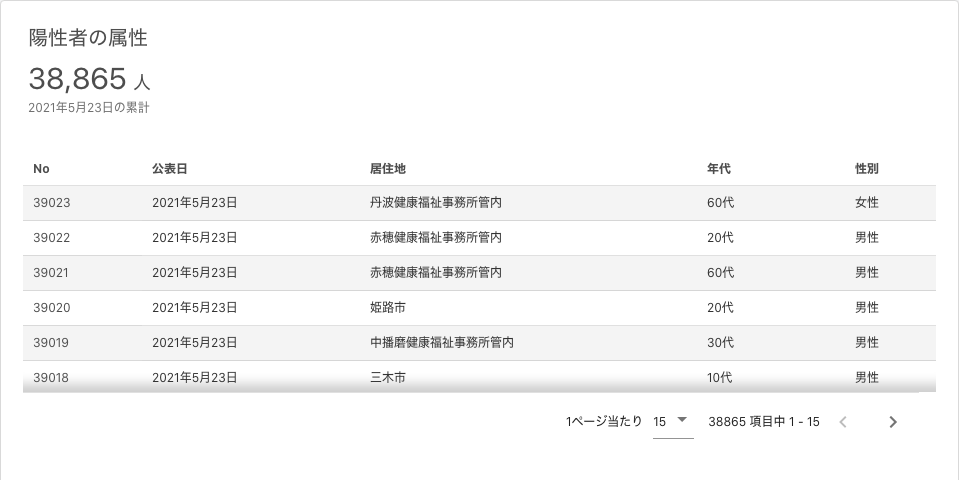 陽性者の属性
38,865 人
2021年5月23日の累計
No 公表日 居住地 年代 性別
39023 2021年5月23日 丹波健康福祉事務所管内 60代 女性
39022 2021年5月23日 赤穂健康福祉事務所管内 20代 男性
39021 2021年5月23日 赤穂健康福祉事務所管内 60代 男性
39020 2021年5月23日 姫路市 20代 男性
39019 2021年5月23日 中播磨健康福祉事務所管内 30代 男性
39018 2021年5月23日 三木市 10代 男性
1ページ当たり 15 38865 項目中 1 - 15